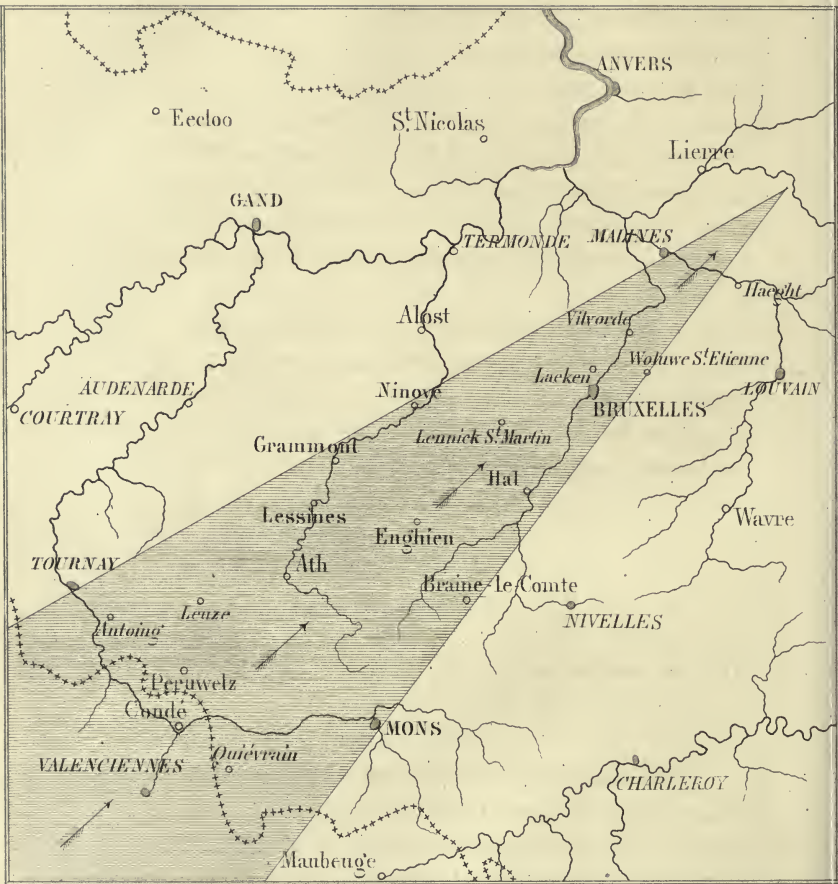 ANVERS
Eecloo
St. Nicolas
Lierre
GAND
TERMONDE
MALINES
Haeght
Alost
Vilvorde
Woluwe St. Etienne
Laeken
LOUVAIN
AUDENARDE
Ninove
COURTRAY
BRUXELLES
Lennick St. Martin
Grammont
Hal
Lessines
Wavre
Enghien
TOURNAY
Ath
Braine-le-Comte
Leuze
NIVELLES
Antoing
Peruwelz
Condé
MONS
Quiévrain
VALENCIENNES
CHARLEROY
Maubeuge